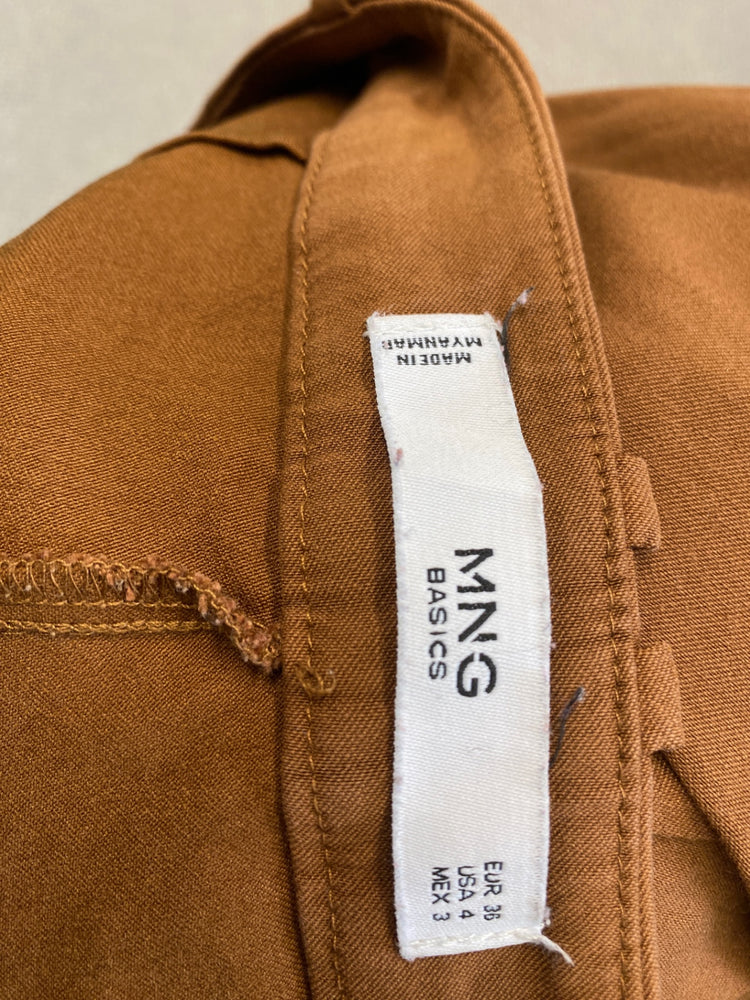 MADE IN
MYANMAR
MNG
BASICS
EUR 36
USA 4
MEX 3